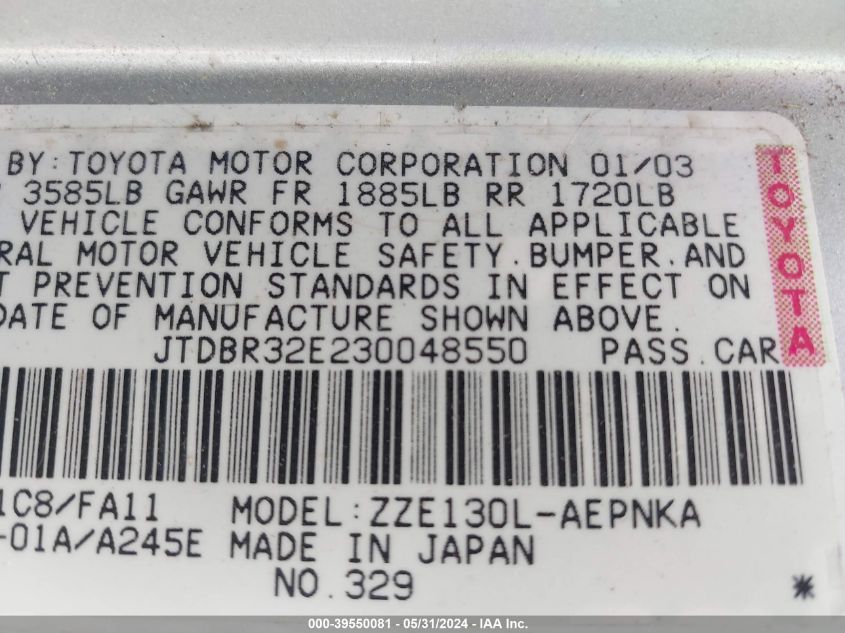 BY:TOYOTA MOTOR CORPORATION 01/03
3585LB GAWR FR 1885LB RR 1720LB
VEHICLE CONFORMS TO ALL APPLICABLE
RAL MOTOR VEHICLE SAFETY.BUMPER.AND
T PREVENTION STANDARDS IN EFFECT ON
DATE OF MANUFACTURE SHOWN ABOVE.
JTDBR32E230048550 PASS.CAR
TOYOTA
1C8/FA11 MODEL:ZZE130L-AEPNKA
-01A/A245E MADE IN JAPAN
NO.329 *
000-39550081 - 05/31/2024 - IAA Inc.